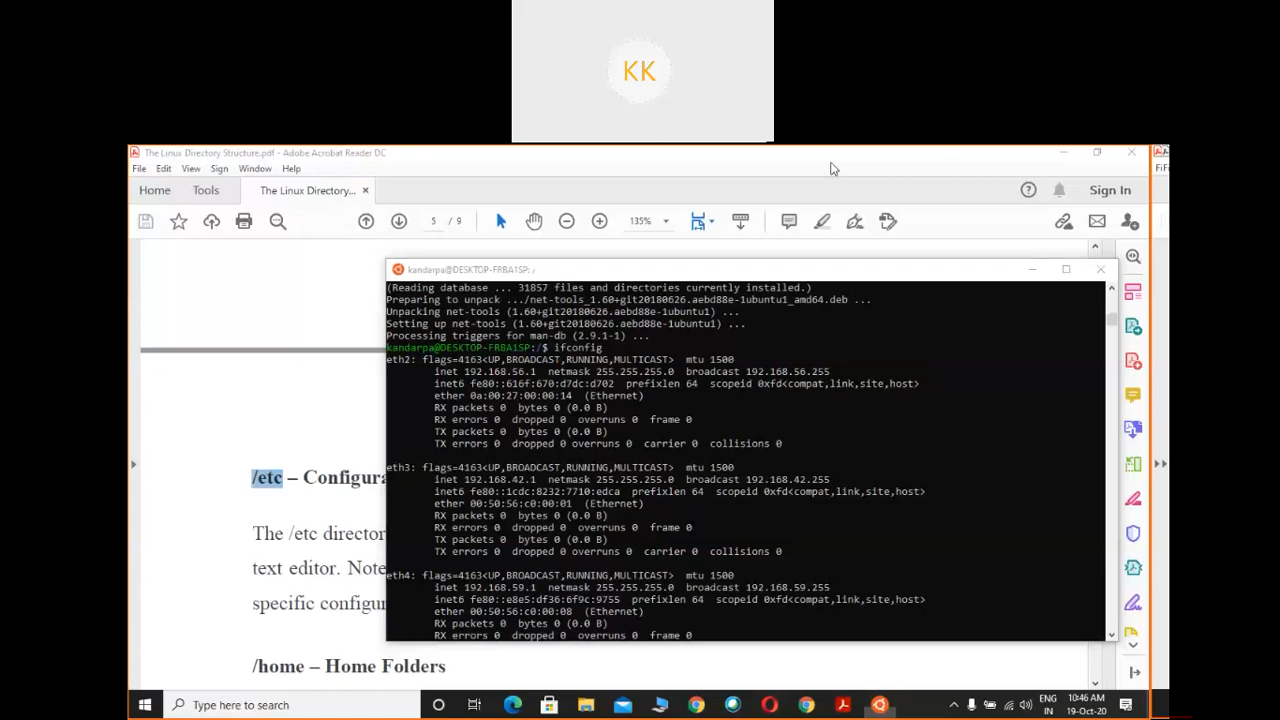 KK
The Linux Directory Structure.pdf - Adobe Acrobat Reader DC
File Edit View Sign Window Help
Home Tools The Linux Directory... × Sign In
5 / 9 135%
FiFi
kandarpa@DESKTOP-FRBA1SP: /
(Reading database ... 31857 files and directories currently installed.)
Preparing to unpack .../net-tools_1.60+git20180626.aebd88e-1ubuntu1_amd64.deb ...
Unpacking net-tools (1.60+git20180626.aebd88e-1ubuntu1) ...
Setting up net-tools (1.60+git20180626.aebd88e-1ubuntu1) ...
Processing triggers for man-db (2.9.1-1) ...
kandarpa@DESKTOP-FRBA1SP:/$ ifconfig
eth2: flags=4163<UP,BROADCAST,RUNNING,MULTICAST> mtu 1500
inet 192.168.56.1 netmask 255.255.255.0 broadcast 192.168.56.255
inet6 fe80::616f:670:d7dc:d702 prefixlen 64 scopeid 0xfd<compat,link,site,host>
ether 0a:00:27:00:00:14 (Ethernet)
RX packets 0 bytes 0 (0.0 B)
RX errors 0 dropped 0 overruns 0 frame 0
TX packets 0 bytes 0 (0.0 B)
TX errors 0 dropped 0 overruns 0 carrier 0 collisions 0
eth3: flags=4163<UP,BROADCAST,RUNNING,MULTICAST> mtu 1500
inet 192.168.42.1 netmask 255.255.255.0 broadcast 192.168.42.255
inet6 fe80::1cdc:8232:7710:edca prefixlen 64 scopeid 0xfd<compat,link,site,host>
ether 00:50:56:c0:00:01 (Ethernet)
RX packets 0 bytes 0 (0.0 B)
RX errors 0 dropped 0 overruns 0 frame 0
TX packets 0 bytes 0 (0.0 B)
TX errors 0 dropped 0 overruns 0 carrier 0 collisions 0
eth4: flags=4163<UP,BROADCAST,RUNNING,MULTICAST> mtu 1500
inet 192.168.59.1 netmask 255.255.255.0 broadcast 192.168.59.255
inet6 fe80::e8e5:df36:6f9c:9755 prefixlen 64 scopeid 0xfd<compat,link,site,host>
ether 00:50:56:c0:00:08 (Ethernet)
RX packets 0 bytes 0 (0.0 B)
RX errors 0 dropped 0 overruns 0 frame 0
/etc – Configura
The /etc director
text editor. Note
specific configur
/home – Home Folders
Type here to search
ENG 10:46 AM
IN 19-Oct-20